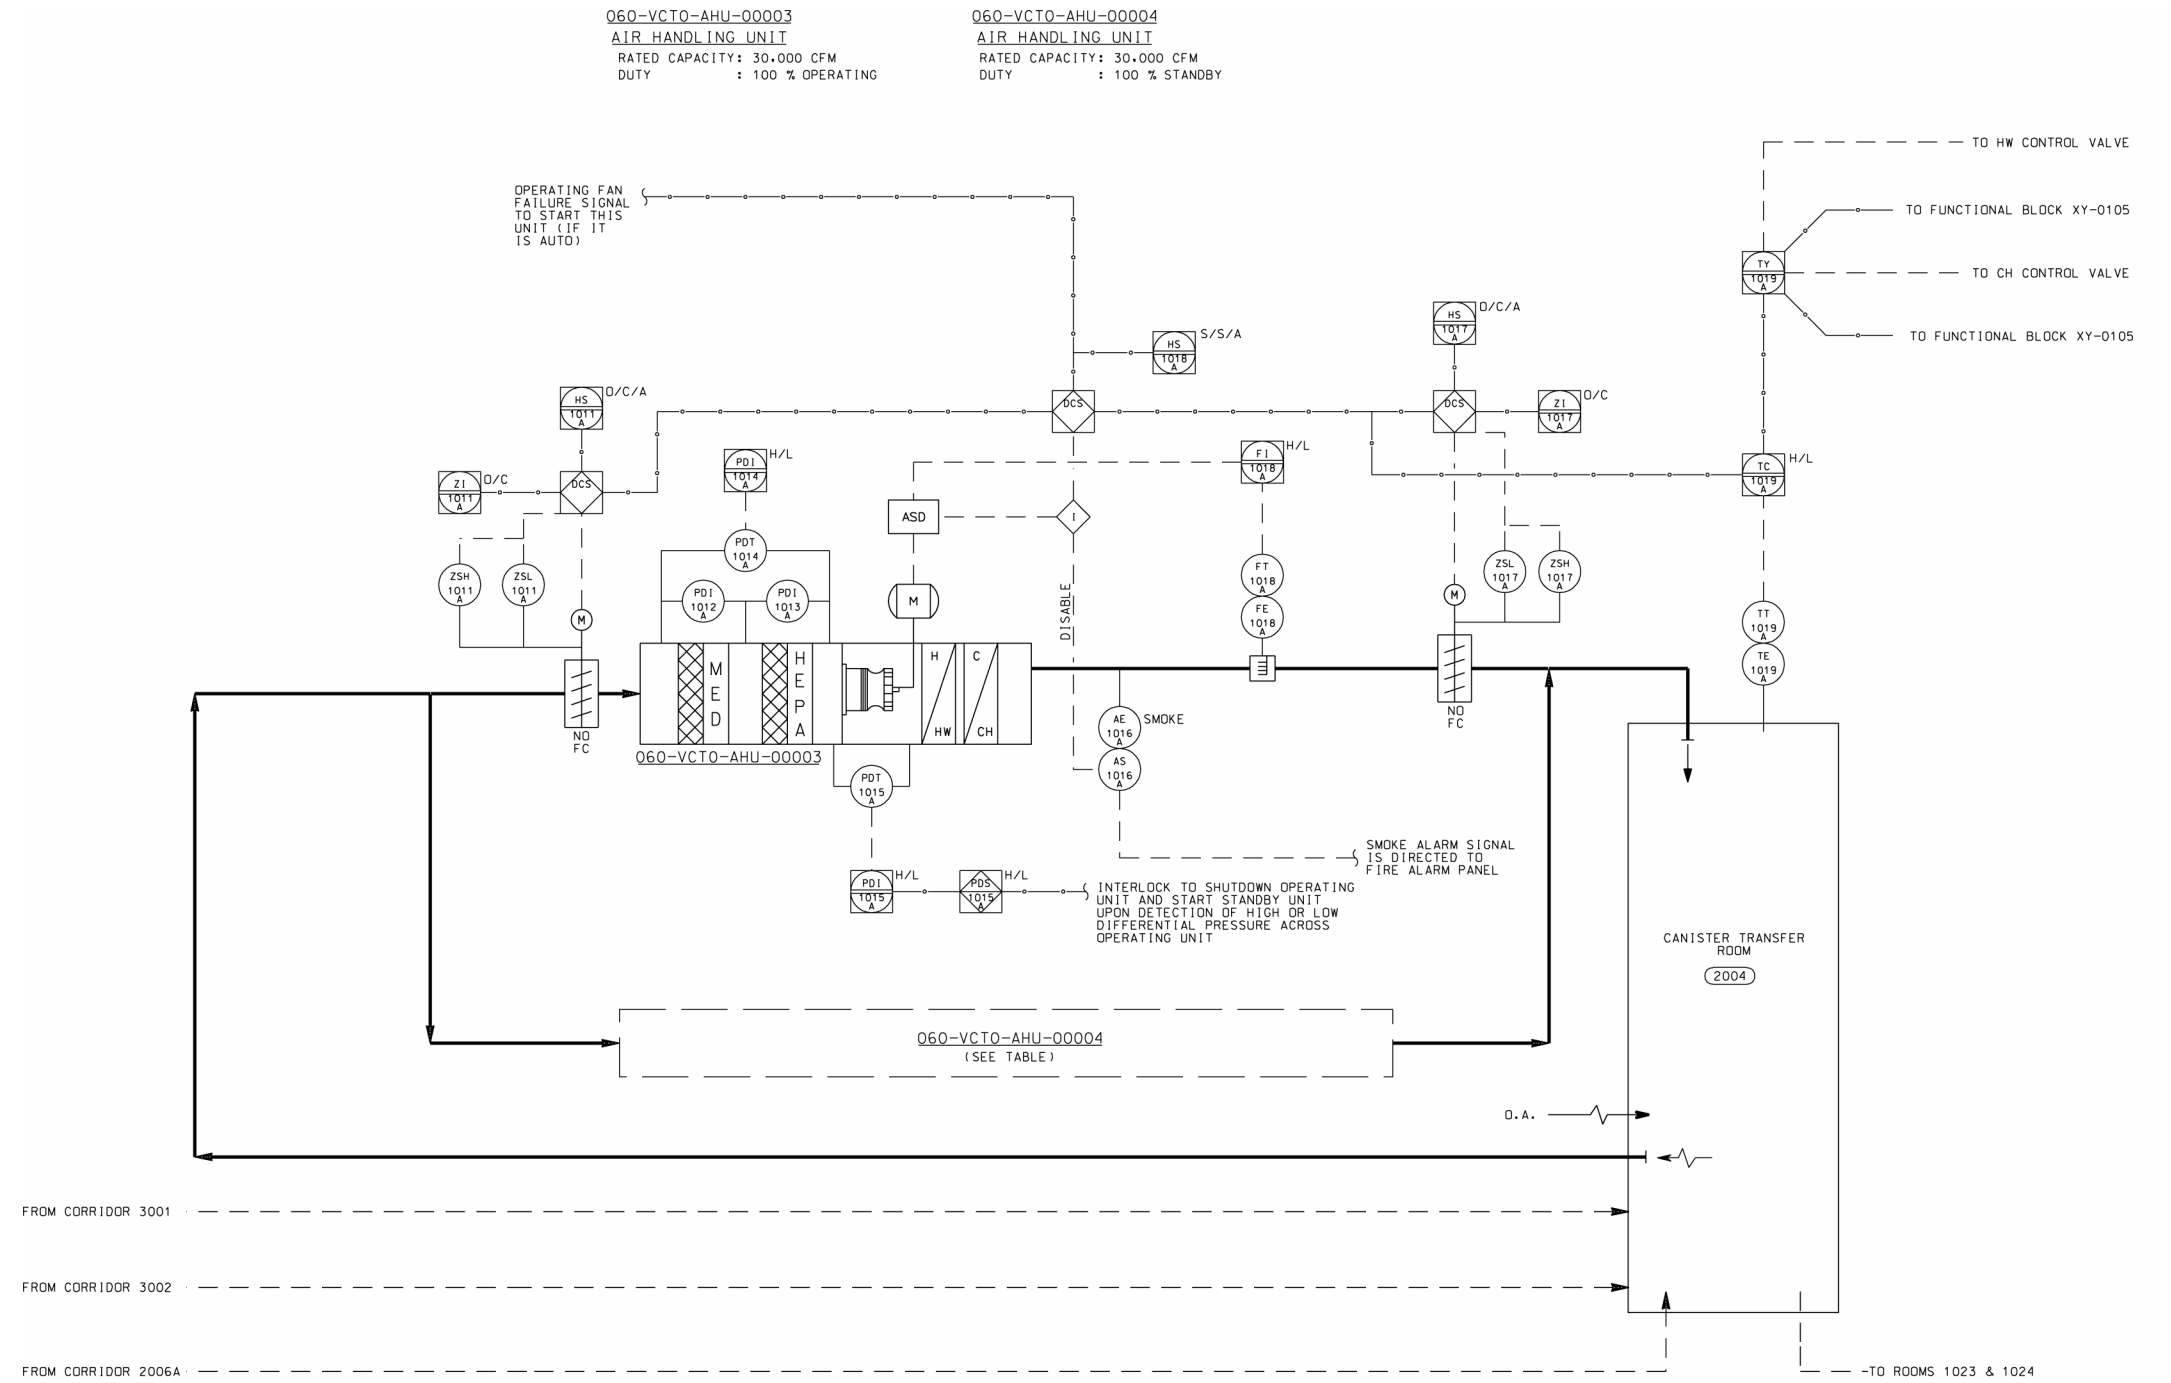 060-VCTO-AHU-00003
AIR HANDLING UNIT
RATED CAPACITY: 30,000 CFM
DUTY : 100 % OPERATING
060-VCTO-AHU-00004
AIR HANDLING UNIT
RATED CAPACITY: 30,000 CFM
DUTY : 100 % STANDBY
TO HW CONTROL VALVE
OPERATING FAN
FAILURE SIGNAL
TO START THIS
UNIT (IF IT
IS AUTO)
TO FUNCTIONAL BLOCK XY-0105
TY
1019
A
TO CH CONTROL VALVE
TO FUNCTIONAL BLOCK XY-0105
HS
1017
A
O/C/A
HS
1018
A
S/S/A
HS
1011
A
O/C/A
DCS
DCS
ZI
1017
A
O/C
PDI
1014
A
H/L
FI
1018
A
H/L
TC
1019
A
H/L
ZI
1011
A
O/C
DCS
ASD
I
PDT
1014
A
ZSH
1011
A
ZSL
1011
A
FT
1018
A
ZSL
1017
A
ZSH
1017
A
PDI
1012
A
PDI
1013
A
M
DISABLE
FE
1018
A
M
M
TT
1019
A
TE
1019
A
MED
HEPA
H
HW
C
CH
NO
FC
NO
FC
060-VCTO-AHU-00003
AE
1016
A
SMOKE
AS
1016
A
PDT
1015
A
SMOKE ALARM SIGNAL
IS DIRECTED TO
FIRE ALARM PANEL
PDI
1015
A
H/L
PDS
1015
A
H/L
INTERLOCK TO SHUTDOWN OPERATING
UNIT AND START STANDBY UNIT
UPON DETECTION OF HIGH OR LOW
DIFFERENTIAL PRESSURE ACROSS
OPERATING UNIT
CANISTER TRANSFER
ROOM
2004
060-VCTO-AHU-00004
(SEE TABLE)
O.A.
FROM CORRIDOR 3001
FROM CORRIDOR 3002
FROM CORRIDOR 2006A
TO ROOMS 1023 & 1024